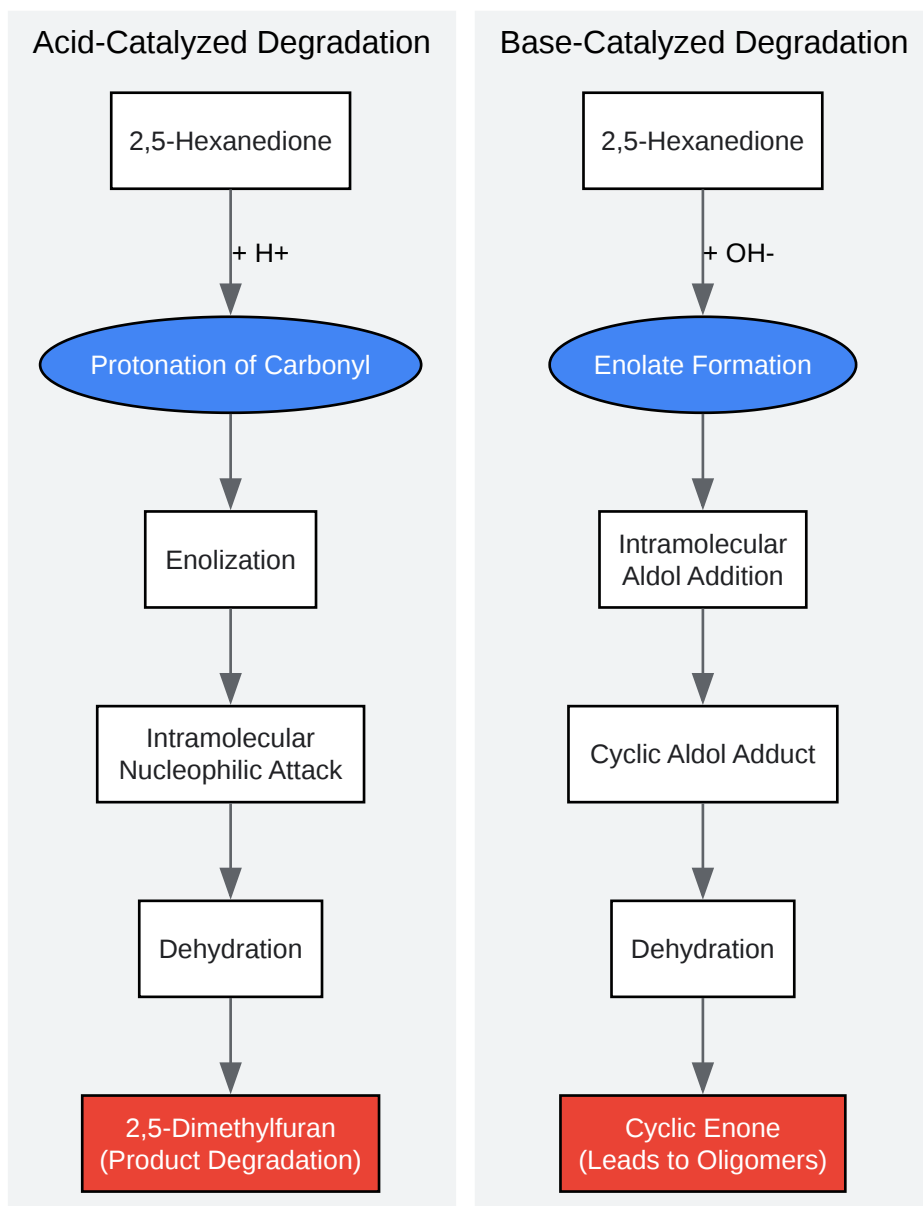 Acid-Catalyzed Degradation
2,5-Hexanedione
+ H+
Protonation of Carbonyl
Enolization
Intramolecular
Nucleophilic Attack
Dehydration
2,5-Dimethylfuran
(Product Degradation)
Base-Catalyzed Degradation
2,5-Hexanedione
+ OH-
Enolate Formation
Intramolecular
Aldol Addition
Cyclic Aldol Adduct
Dehydration
Cyclic Enone
(Leads to Oligomers)